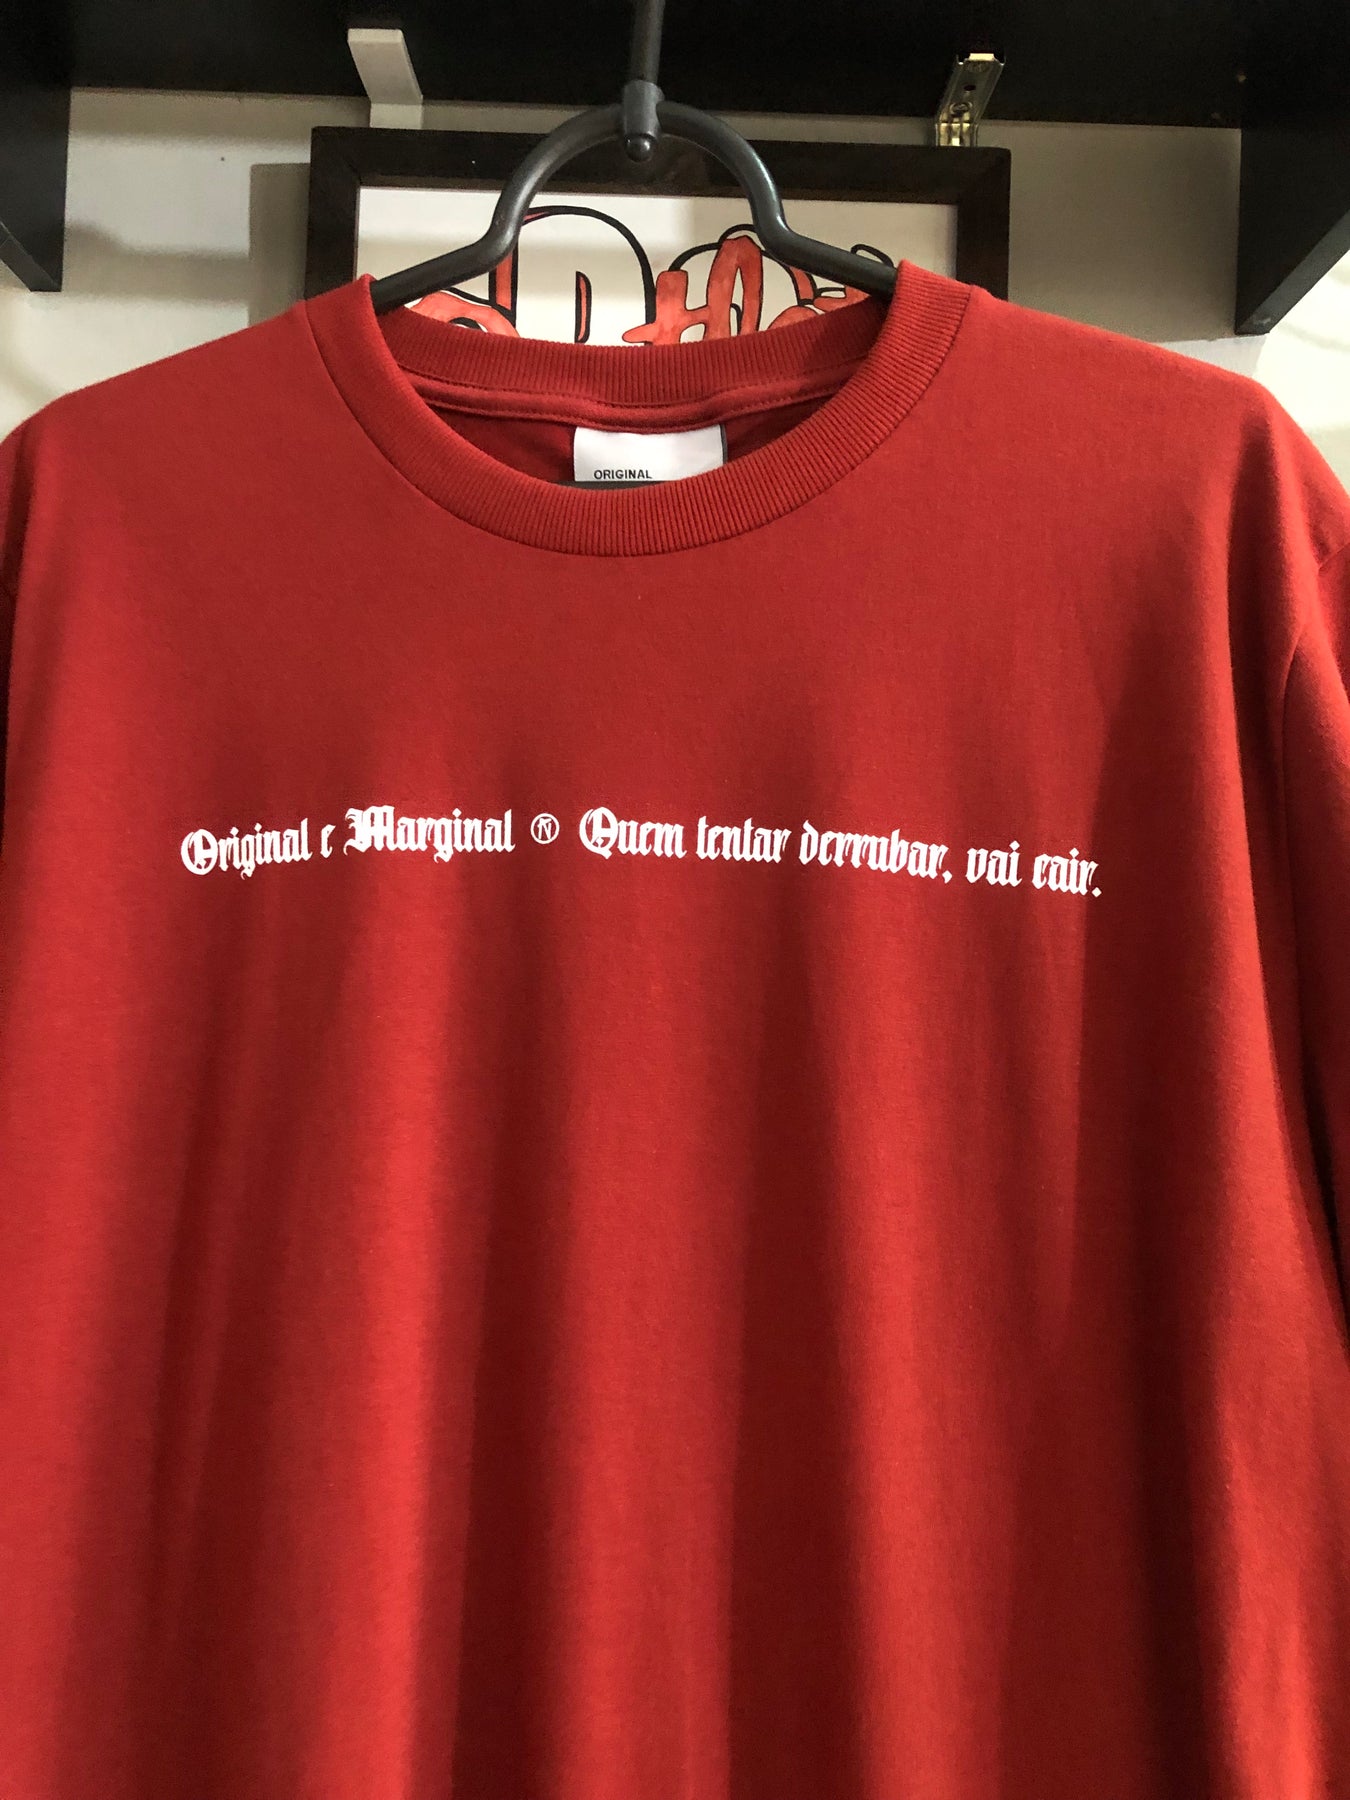 ORIGINAL
Original e Marginal Ⓝ Quem tentar derrubar, vai cair.